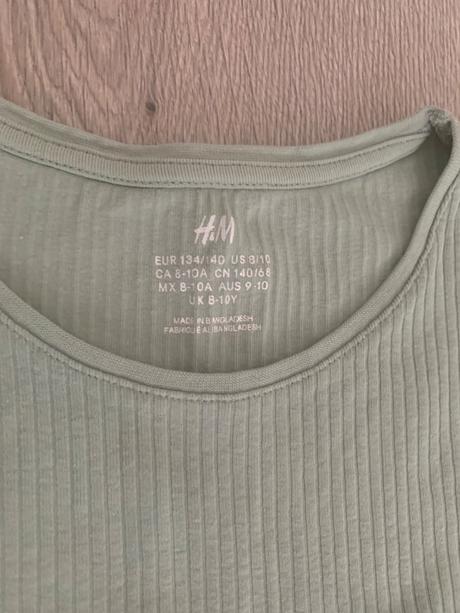 H&M
EUR 134/140 US 8/10
CA 8-10A CN 140/68
MX 8-10A AUS 9-10
UK 8-10Y
MADE IN BANGLADESH
FABRIQUÉ AU BANGLADESH